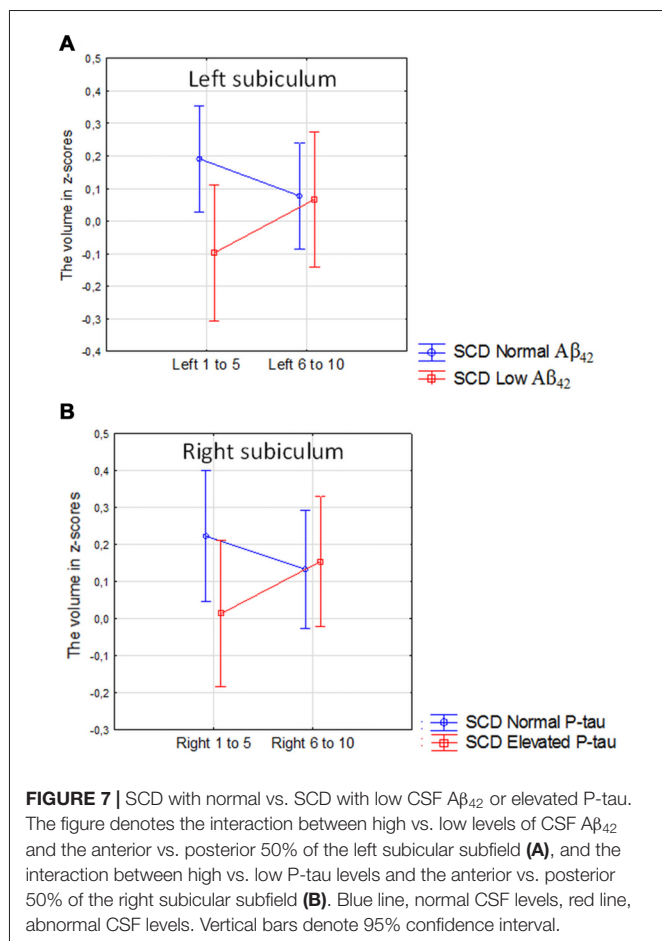 A
Left subiculum
The volume in z-scores
0,5
0,4
0,3
0,2
0,1
0,0
-0,1
-0,2
-0,3
-0,4
Left 1 to 5 Left 6 to 10
SCD Normal Aβ₄₂
SCD Low Aβ₄₂
B
Right subiculum
The volume in z-scores
0,5
0,4
0,3
0,2
0,1
0,0
-0,1
-0,2
-0,3
Right 1 to 5 Right 6 to 10
SCD Normal P-tau
SCD Elevated P-tau
FIGURE 7 | SCD with normal vs. SCD with low CSF Aβ₄₂ or elevated P-tau.
The figure denotes the interaction between high vs. low levels of CSF Aβ₄₂
and the anterior vs. posterior 50% of the left subicular subfield (A), and the
interaction between high vs. low P-tau levels and the anterior vs. posterior
50% of the right subicular subfield (B). Blue line, normal CSF levels, red line,
abnormal CSF levels. Vertical bars denote 95% confidence interval.